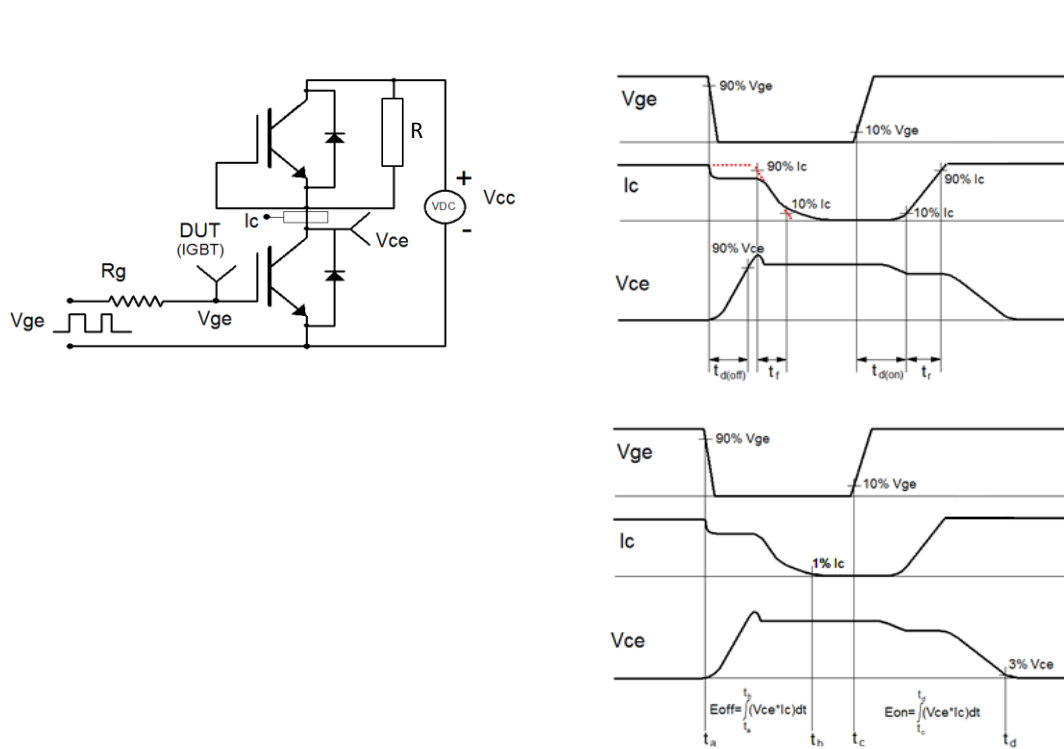 R
VDC
+
-
Vcc
Ic
Vce
DUT
(IGBT)
Rg
Vge
Vge
Vge
90% Vge
10% Vge
Ic
90% Ic
10% Ic
90% Ic
10% Ic
Vce
90% Vce
td(off)
tf
td(on)
tr
Vge
90% Vge
10% Vge
Ic
1% Ic
Vce
3% Vce
Eoff=∫(Vce*Ic)dt
Eon=∫(Vce*Ic)dt
ta
tb
tc
td